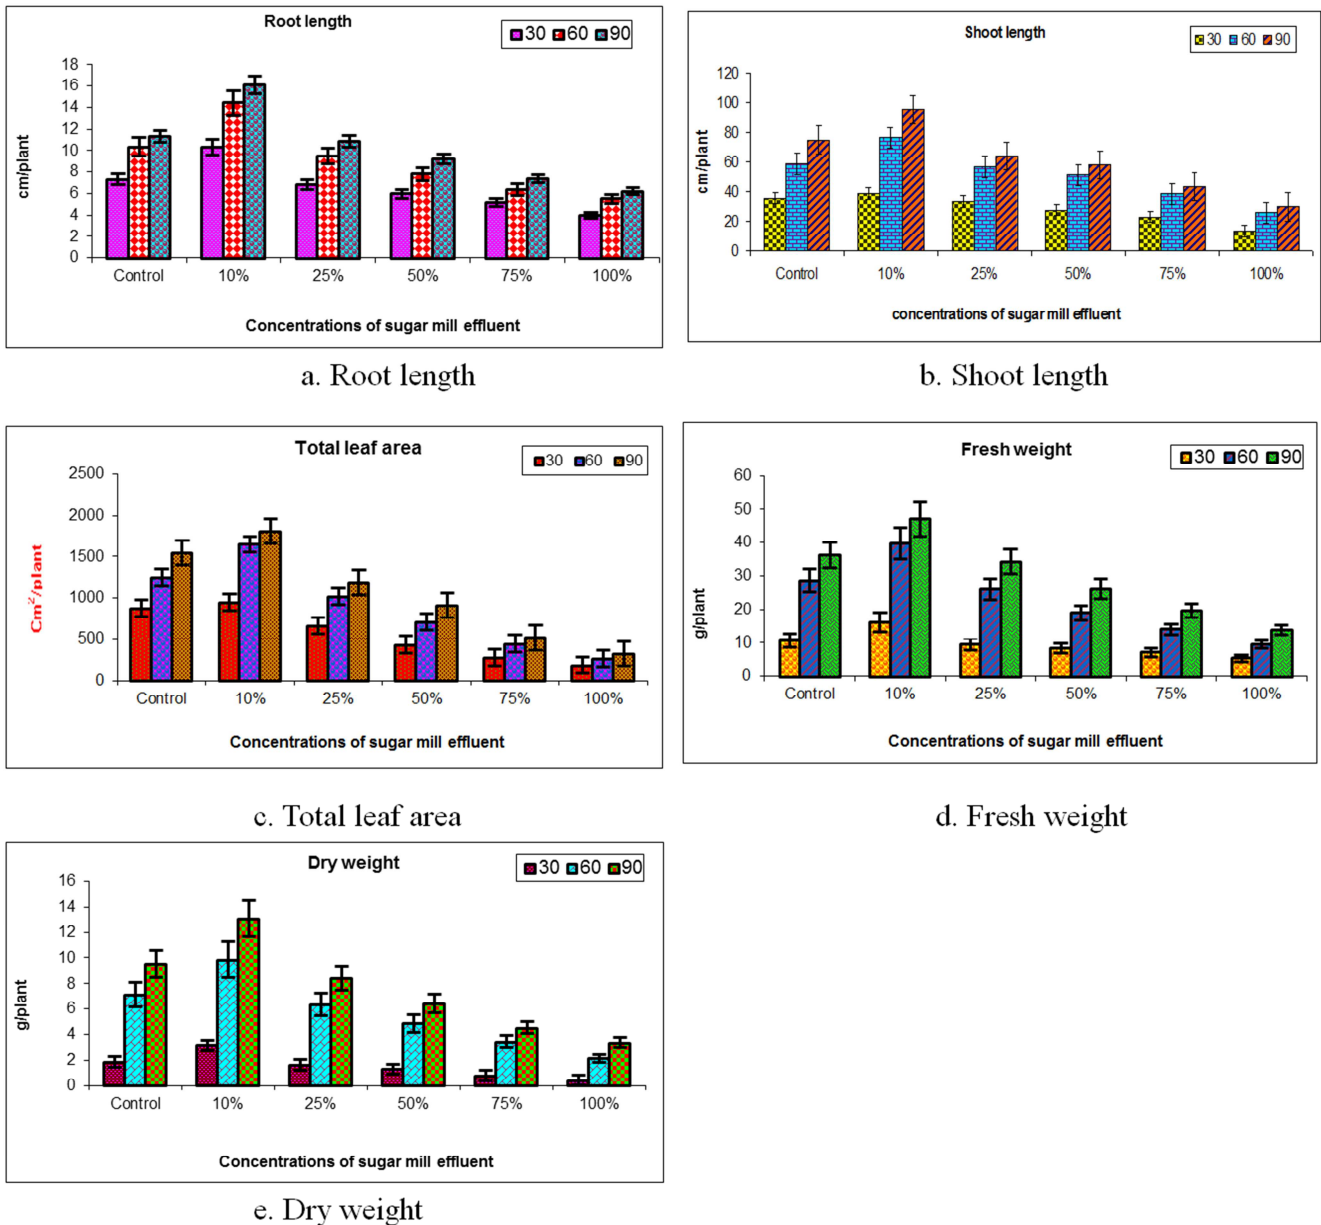 Root length
30 60 90
18
16
14
12
10
8
6
4
2
0
cm/plant
Control 10% 25% 50% 75% 100%
Concentrations of sugar mill effluent
a. Root length
Shoot length
30 60 90
120
100
80
60
40
20
0
cm/plant
Control 10% 25% 50% 75% 100%
concentrations of sugar mill effluent
b. Shoot length
Total leaf area
30 60 90
2500
2000
1500
1000
500
0
Cm²/plant
Control 10% 25% 50% 75% 100%
Concentrations of sugar mill effluent
c. Total leaf area
Fresh weight
30 60 90
60
50
40
30
20
10
0
g/plant
Control 10% 25% 50% 75% 100%
Concentrations of sugar mill effluent
d. Fresh weight
Dry weight
30 60 90
16
14
12
10
8
6
4
2
0
g/plant
Control 10% 25% 50% 75% 100%
Concentrations of sugar mill effluent
e. Dry weight